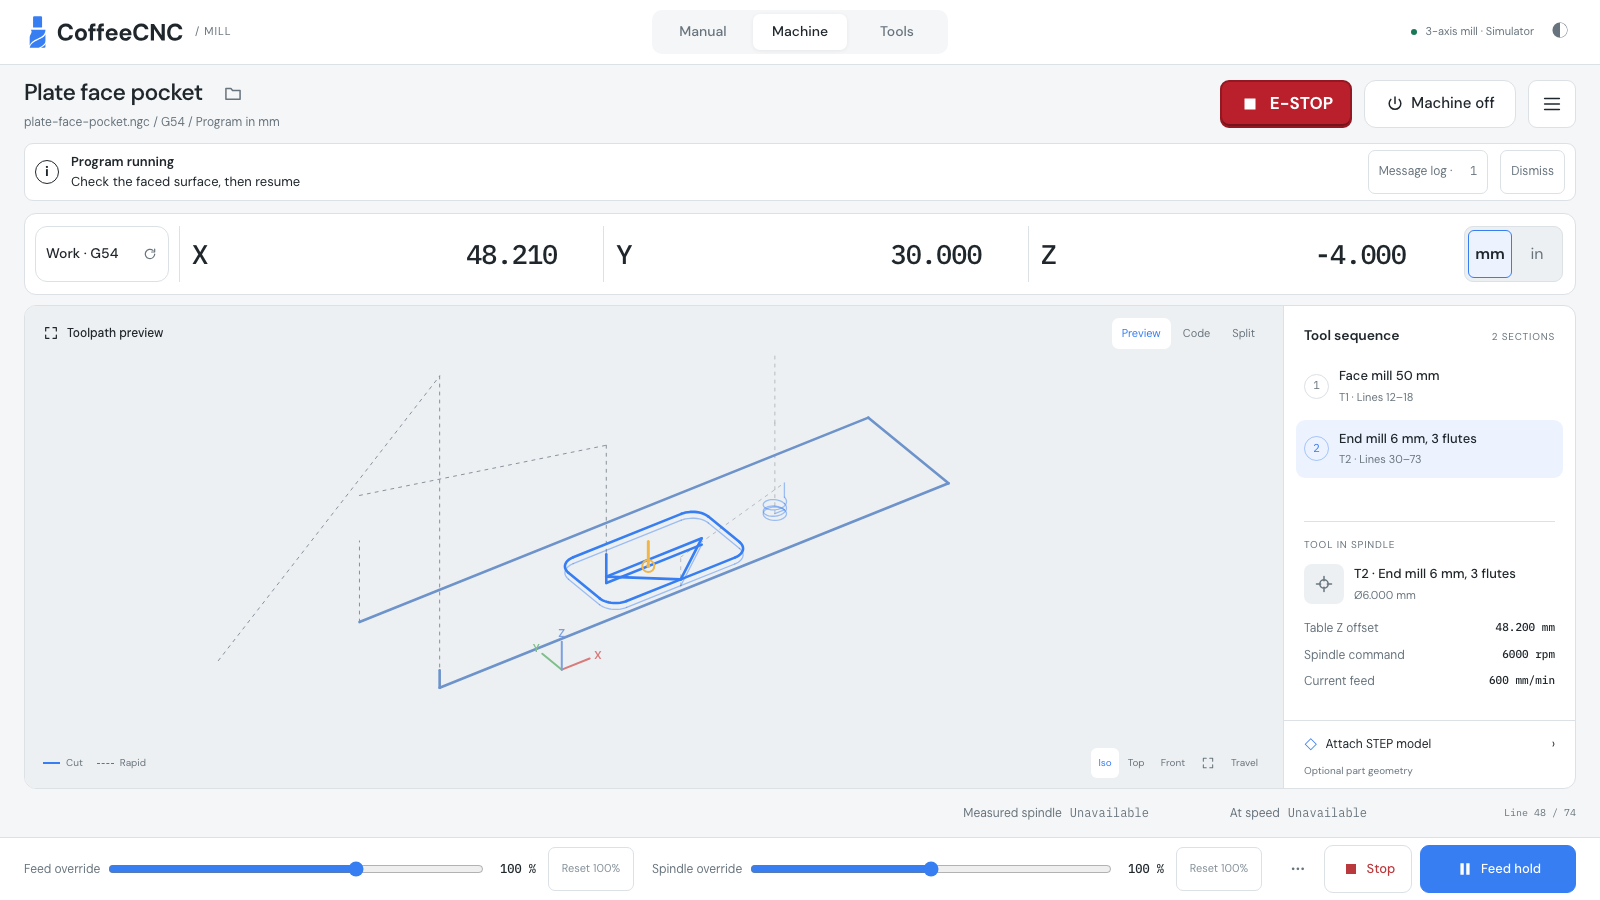 CoffeeCNC / MILL
Manual Machine Tools
3-axis mill · Simulator
Plate face pocket
plate-face-pocket.ngc / G54 / Program in mm
E-STOP
Machine off
i
Program running
Check the faced surface, then resume
Message log · 1
Dismiss
Work · G54
X 48.210
Y 30.000
Z -4.000
mm in
Toolpath preview
Preview Code Split
Z
Y
X
Cut Rapid
Iso Top Front Travel
Tool sequence 2 SECTIONS
1 Face mill 50 mm
T1 · Lines 12–18
2 End mill 6 mm, 3 flutes
T2 · Lines 30–73
TOOL IN SPINDLE
T2 · End mill 6 mm, 3 flutes
Ø6.000 mm
Table Z offset 48.200 mm
Spindle command 6000 rpm
Current feed 600 mm/min
Attach STEP model ›
Optional part geometry
Measured spindle Unavailable
At speed Unavailable
Line 48 / 74
Feed override 100 % Reset 100%
Spindle override 100 % Reset 100%
···
Stop
Feed hold